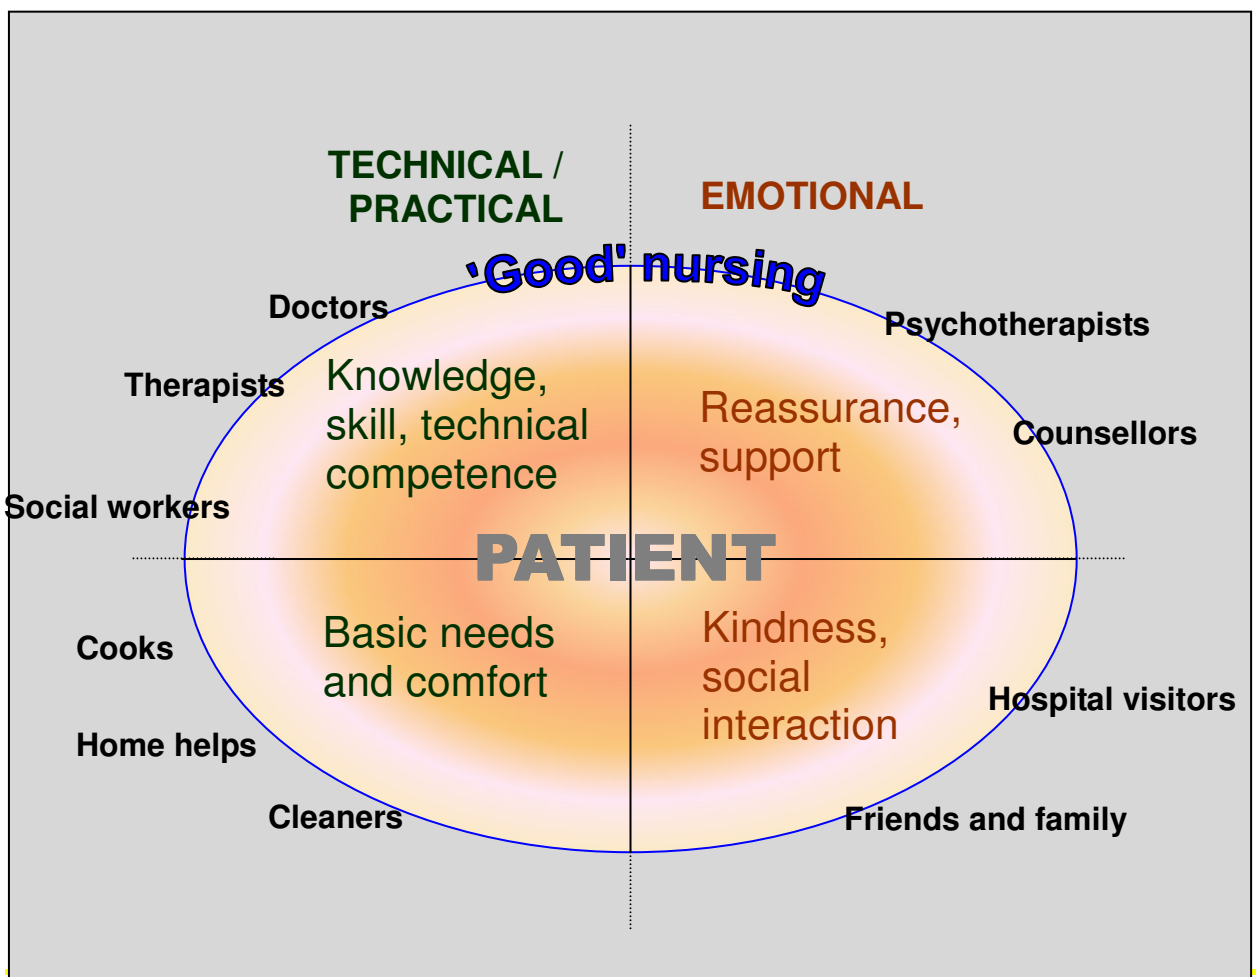 TECHNICAL /
PRACTICAL
EMOTIONAL
'Good' nursing
Doctors
Psychotherapists
Therapists
Knowledge,
skill, technical
competence
Reassurance,
support
Counsellors
Social workers
PATIENT
Cooks
Basic needs
and comfort
Kindness,
social
interaction
Hospital visitors
Home helps
Cleaners
Friends and family